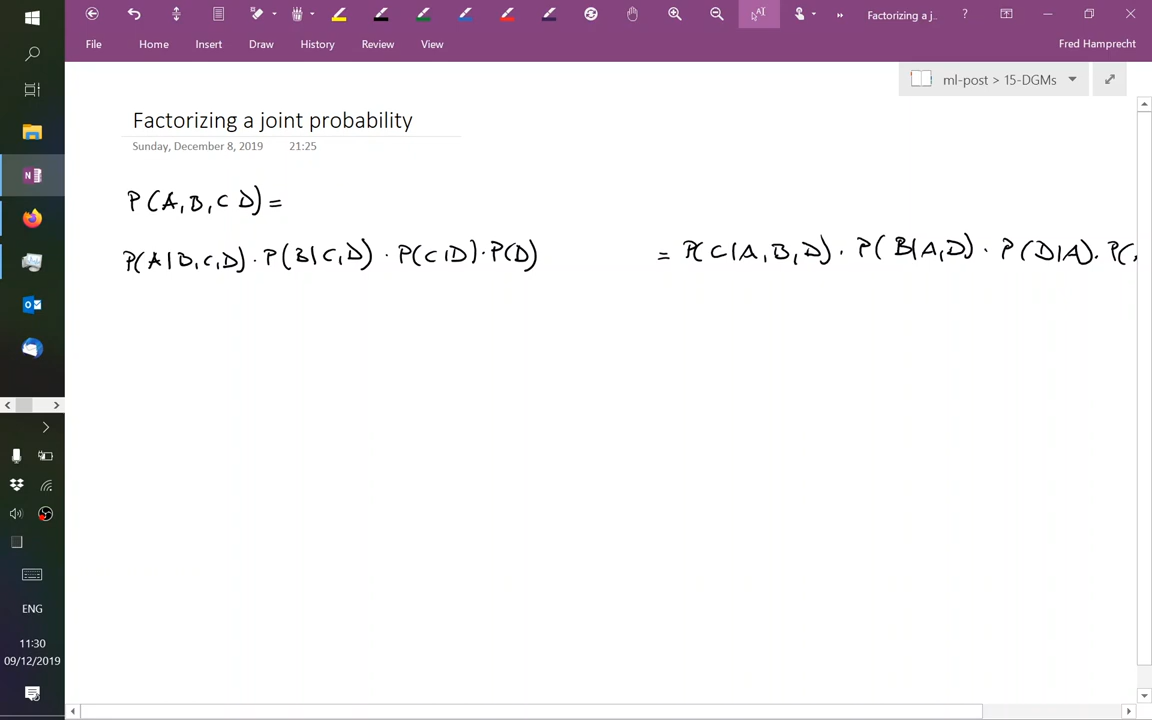 Factorizing a j..
?
File Home Insert Draw History Review View
Fred Hamprecht
ml-post > 15-DGMs
Factorizing a joint probability
Sunday, December 8, 2019 21:25
P(A,B,C D) =
P(A|B,C,D) · P(B|C,D) · P(C|D) · P(D) = P(C|A,B,D) · P(B|A,D) · P(D|A) · P(
ENG
11:30
09/12/2019